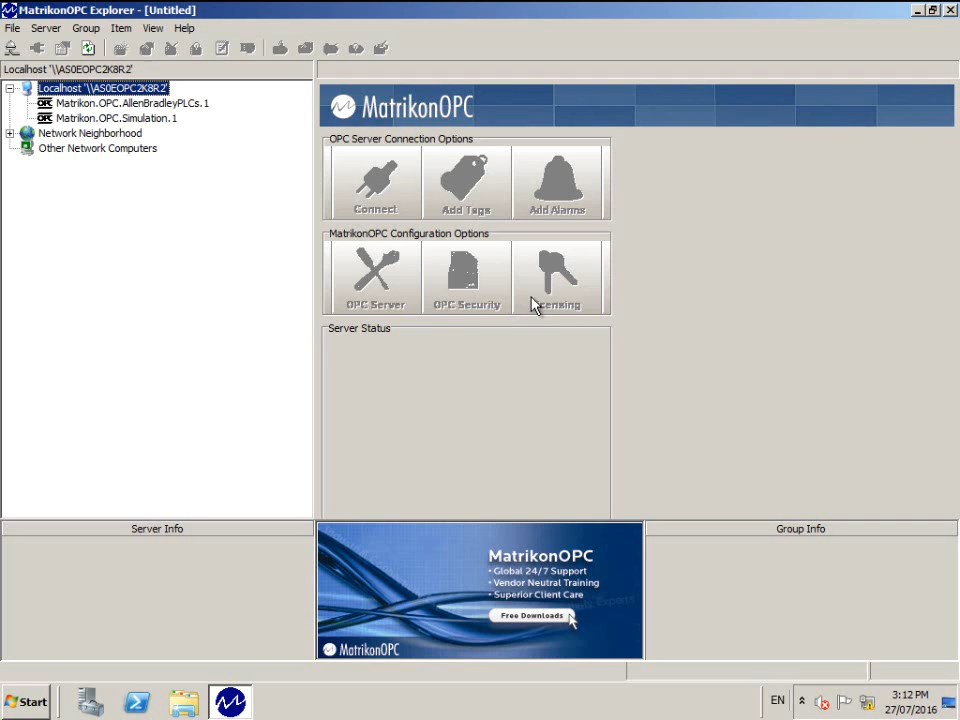 MatrikonOPC Explorer - [Untitled]
File Server Group Item View Help
Localhost '\\AS0EOPC2K8R2'
Localhost '\\AS0EOPC2K8R2'
OPC Matrikon.OPC.AllenBradleyPLCs.1
OPC Matrikon.OPC.Simulation.1
Network Neighborhood
Other Network Computers
MatrikonOPC
OPC Server Connection Options
Connect Add Tags Add Alarms
MatrikonOPC Configuration Options
OPC Server OPC Security
Server Status
Server Info
MatrikonOPC
• Global 24/7 Support
• Vendor Neutral Training
• Superior Client Care
Experts
Free Downloads
MatrikonOPC
Group Info
Start
EN
3:12 PM
27/07/2016